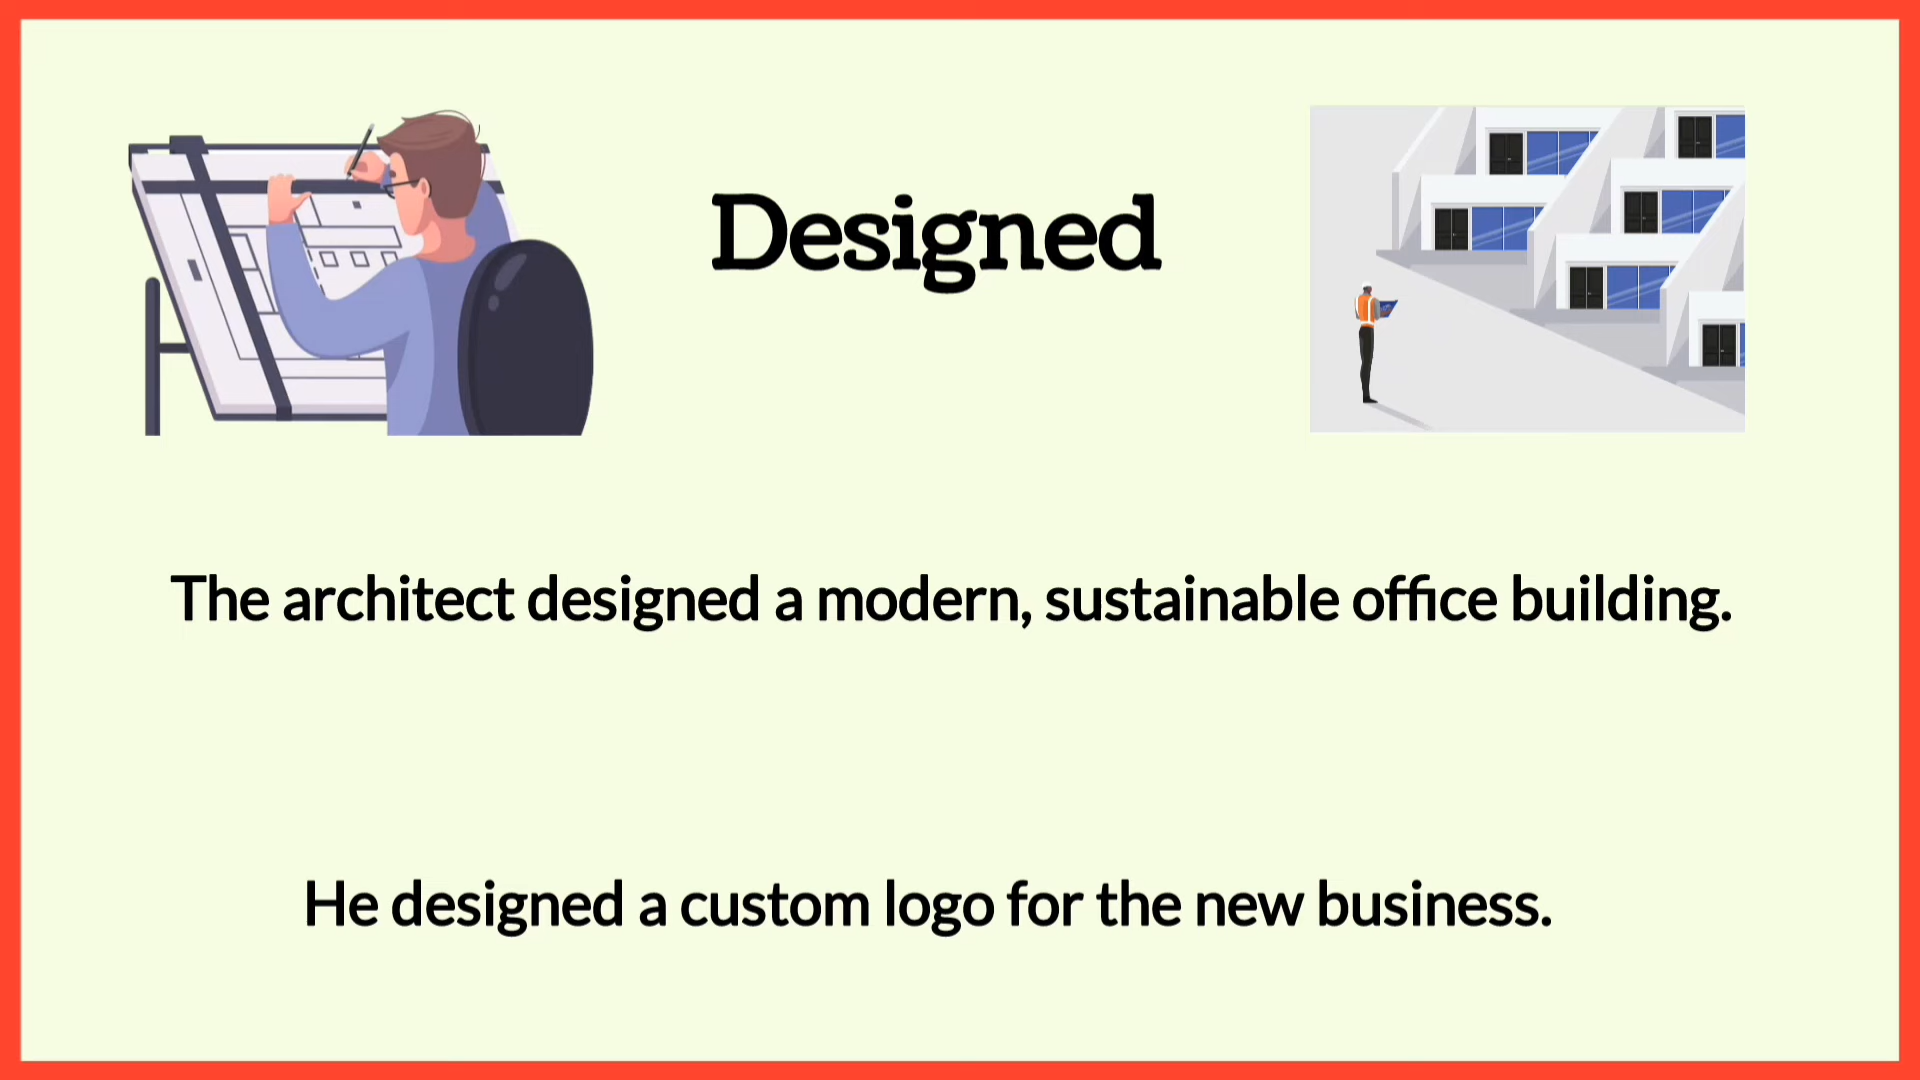 Designed
The architect designed a modern, sustainable office building.
He designed a custom logo for the new business.